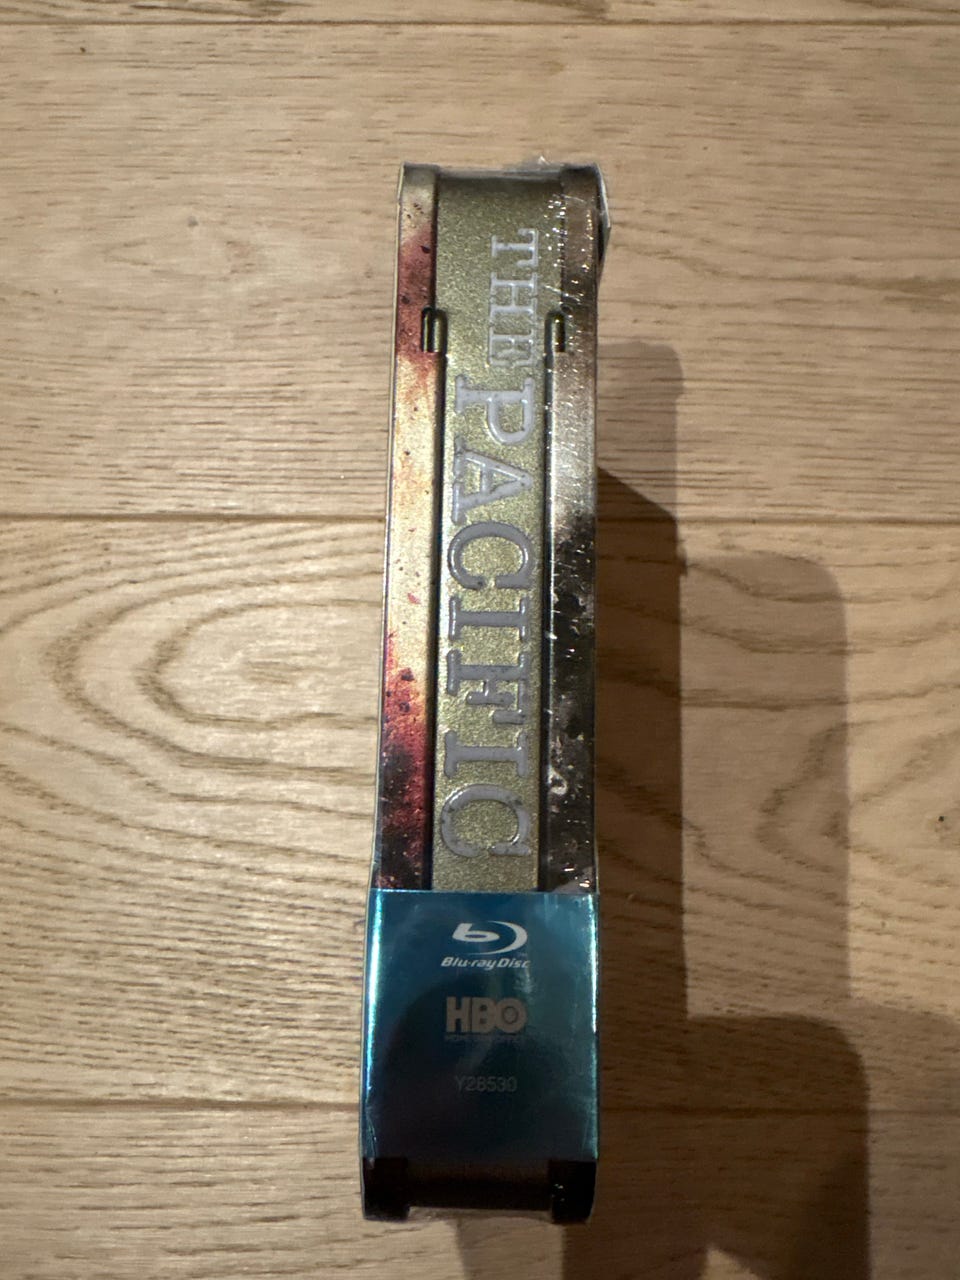 THE
PACIFIC
Blu-ray Disc
HBO
Y28530